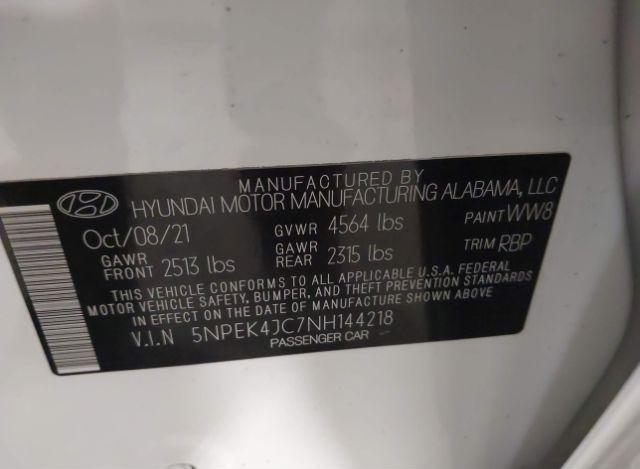 MANUFACTURED BY
HYUNDAI MOTOR MANUFACTURING ALABAMA, LLC
Oct/08/21 GVWR 4564 lbs PAINT WW8
GAWR FRONT 2513 lbs GAWR REAR 2315 lbs TRIM RBP
THIS VEHICLE CONFORMS TO ALL APPLICABLE U.S.A. FEDERAL
MOTOR VEHICLE SAFETY, BUMPER, AND THEFT PREVENTION STANDARDS
IN EFFECT ON THE DATE OF MANUFACTURE SHOWN ABOVE
V.I.N 5NPEK4JC7NH144218
PASSENGER CAR